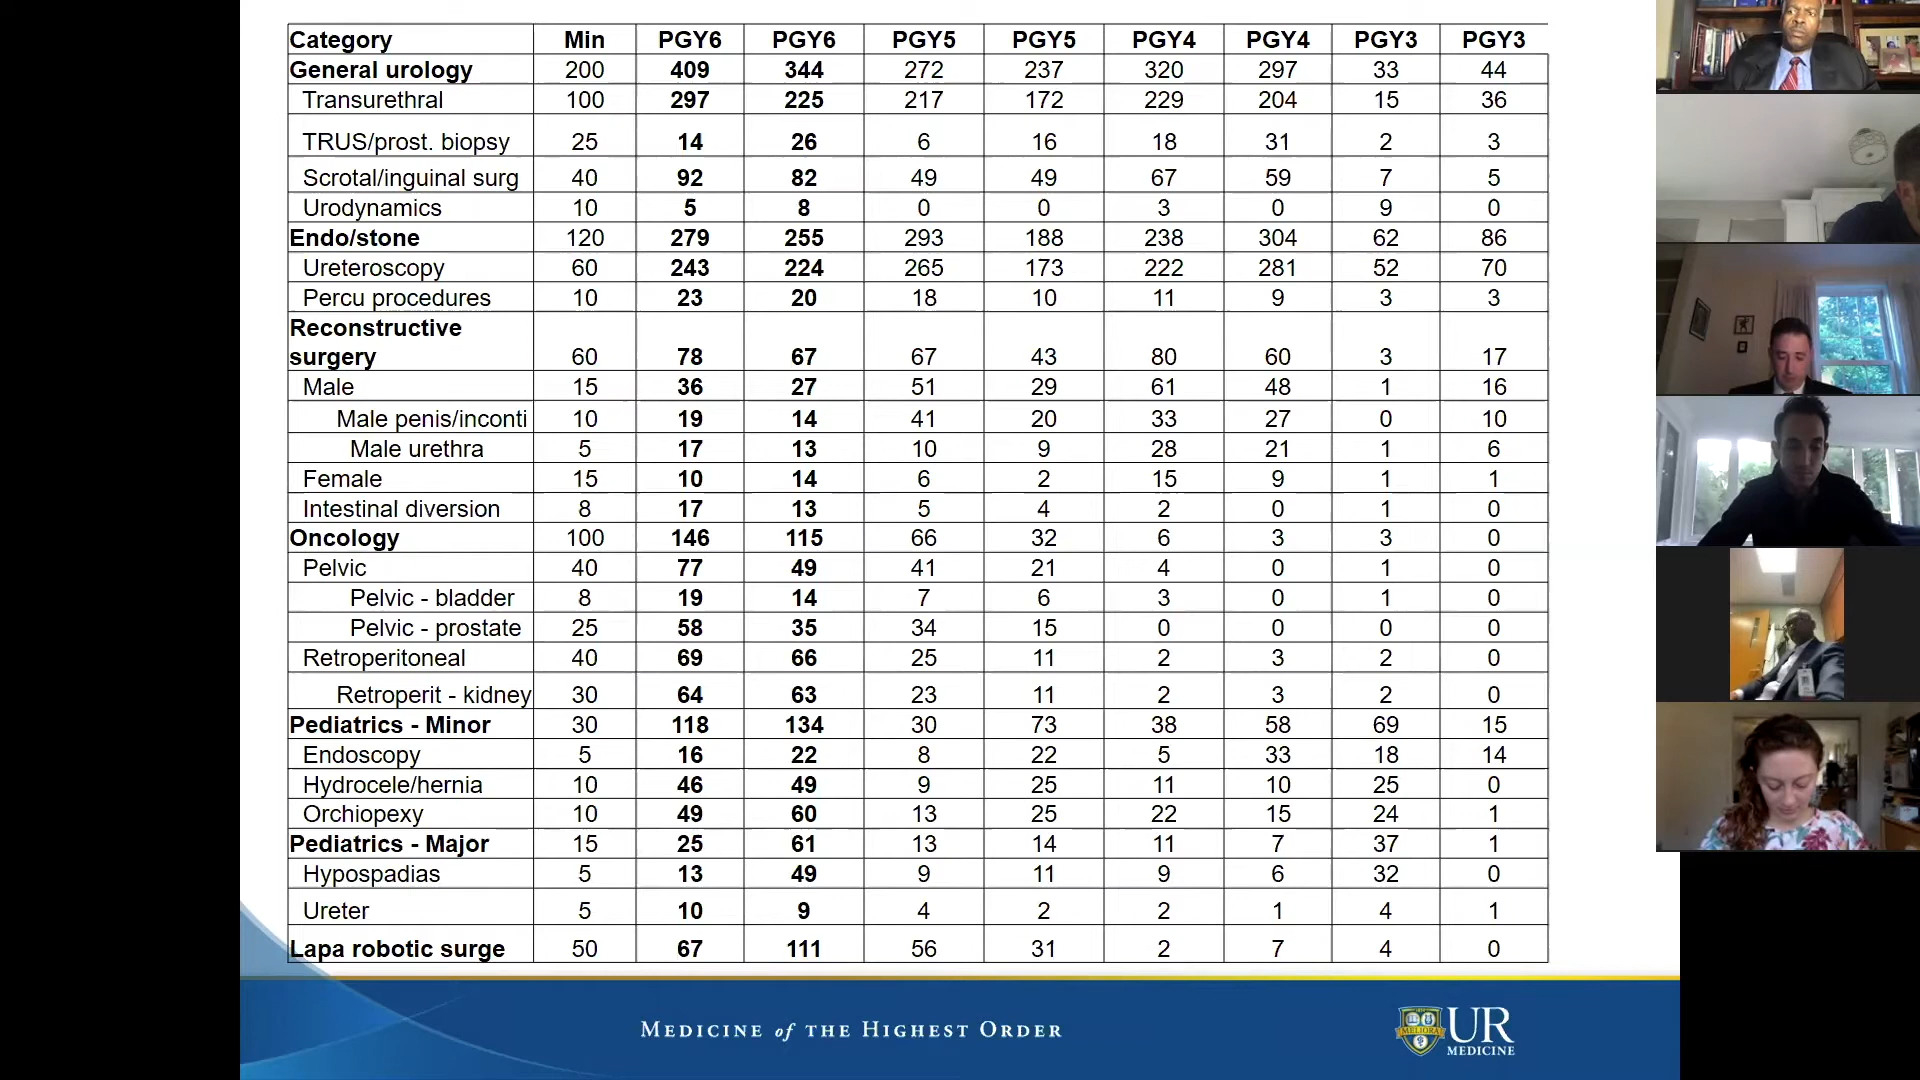 Category Min PGY6 PGY6 PGY5 PGY5 PGY4 PGY4 PGY3 PGY3
General urology 200 409 344 272 237 320 297 33 44
Transurethral 100 297 225 217 172 229 204 15 36
TRUS/prost. biopsy 25 14 26 6 16 18 31 2 3
Scrotal/inguinal surg 40 92 82 49 49 67 59 7 5
Urodynamics 10 5 8 0 0 3 0 9 0
Endo/stone 120 279 255 293 188 238 304 62 86
Ureteroscopy 60 243 224 265 173 222 281 52 70
Percu procedures 10 23 20 18 10 11 9 3 3
Reconstructive
surgery 60 78 67 67 43 80 60 3 17
Male 15 36 27 51 29 61 48 1 16
Male penis/inconti 10 19 14 41 20 33 27 0 10
Male urethra 5 17 13 10 9 28 21 1 6
Female 15 10 14 6 2 15 9 1 1
Intestinal diversion 8 17 13 5 4 2 0 1 0
Oncology 100 146 115 66 32 6 3 3 0
Pelvic 40 77 49 41 21 4 0 1 0
Pelvic - bladder 8 19 14 7 6 3 0 1 0
Pelvic - prostate 25 58 35 34 15 0 0 0 0
Retroperitoneal 40 69 66 25 11 2 3 2 0
Retroperit - kidney 30 64 63 23 11 2 3 2 0
Pediatrics - Minor 30 118 134 30 73 38 58 69 15
Endoscopy 5 16 22 8 22 5 33 18 14
Hydrocele/hernia 10 46 49 9 25 11 10 25 0
Orchiopexy 10 49 60 13 25 22 15 24 1
Pediatrics - Major 15 25 61 13 14 11 7 37 1
Hypospadias 5 13 49 9 11 9 6 32 0
Ureter 5 10 9 4 2 2 1 4 1
Lapa robotic surge 50 67 111 56 31 2 7 4 0
MEDICINE of THE HIGHEST ORDER
MELIORA
UR
MEDICINE